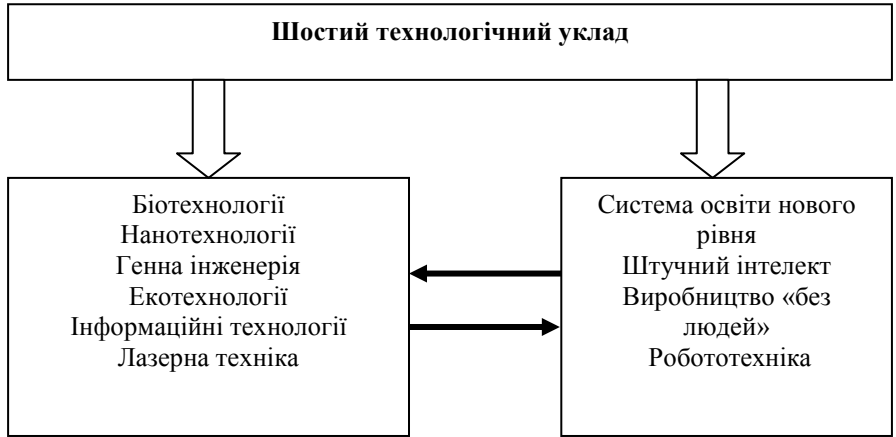 Шостий технологічний уклад
Біотехнології
Нанотехнології
Генна інженерія
Екотехнології
Інформаційні технології
Лазерна техніка
Система освіти нового
рівня
Штучний інтелект
Виробництво «без
людей»
Робототехніка